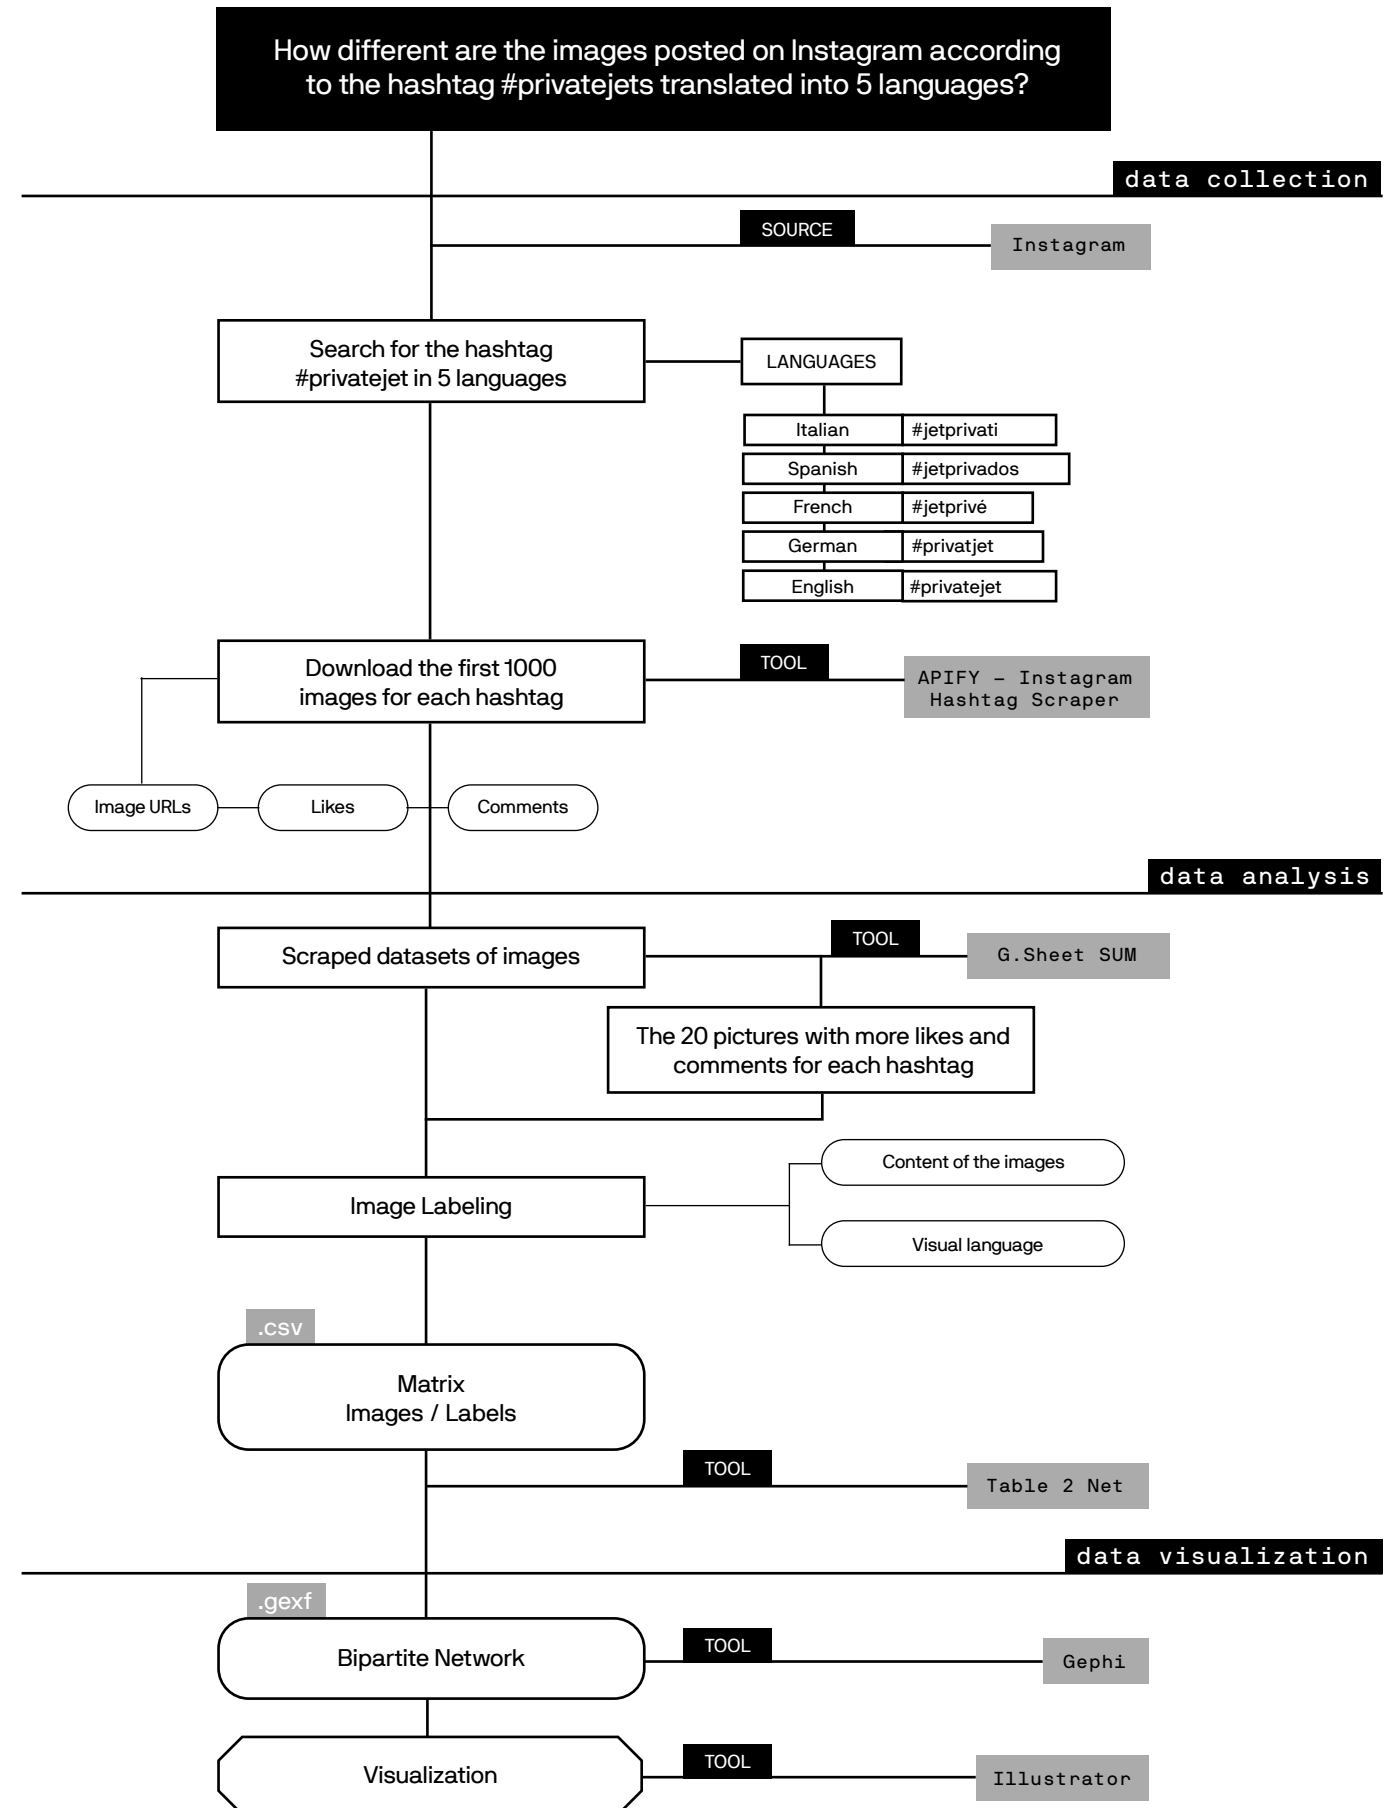 How different are the images posted on Instagram according
to the hashtag #privatejets translated into 5 languages?
data collection
SOURCE
Instagram
Search for the hashtag
#privatejet in 5 languages
LANGUAGES
Italian #jetprivati
Spanish #jetprivados
French #jetprivé
German #privatjet
English #privatejet
Download the first 1000
images for each hashtag
TOOL
APIFY – Instagram
Hashtag Scraper
Image URLs
Likes
Comments
data analysis
Scraped datasets of images
TOOL
G.Sheet SUM
The 20 pictures with more likes and
comments for each hashtag
Image Labeling
Content of the images
Visual language
.csv
Matrix
Images / Labels
TOOL
Table 2 Net
data visualization
.gexf
Bipartite Network
TOOL
Gephi
Visualization
TOOL
Illustrator